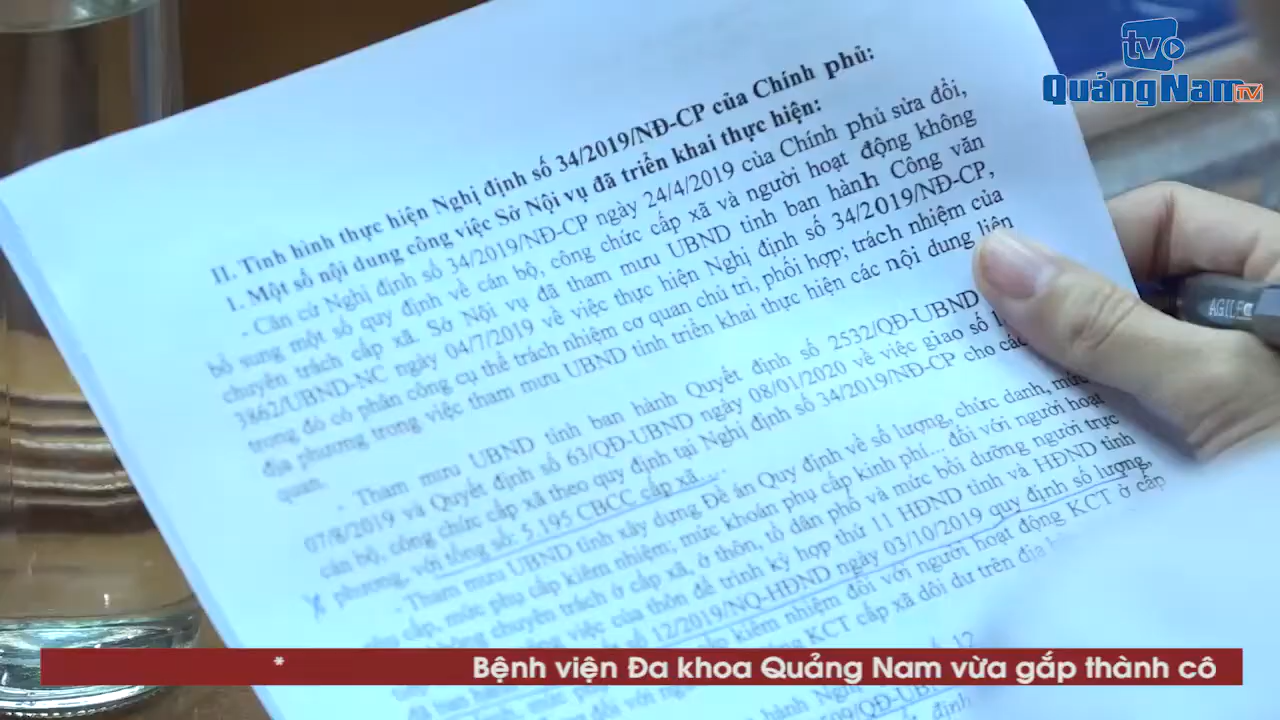 tv
Quảng Nam TV
II. Tình hình thực hiện Nghị định số 34/2019/NĐ-CP của Chính phủ:
1. Một số nội dung công việc Sở Nội vụ đã triển khai thực hiện:
- Căn cứ Nghị định số 34/2019/NĐ-CP ngày 24/4/2019 của Chính phủ sửa đổi,
bổ sung một số quy định về cán bộ, công chức cấp xã và người hoạt động không
chuyên trách cấp xã. Sở Nội vụ đã tham mưu UBND tỉnh ban hành Công văn
3862/UBND-NC ngày 04/7/2019 về việc thực hiện Nghị định số 34/2019/NĐ-CP,
trong đó có phân công cụ thể trách nhiệm cơ quan chủ trì, phối hợp; trách nhiệm của
địa phương trong việc tham mưu UBND tỉnh triển khai thực hiện các nội dung liên
quan.
- Tham mưu UBND tỉnh ban hành Quyết định số 2532/QĐ-UBND
07/8/2019 và Quyết định số 63/QĐ-UBND ngày 08/01/2020 về việc giao số
cán bộ, công chức cấp xã theo quy định tại Nghị định số 34/2019/NĐ-CP cho các
phương, với tổng số: 5.195 CBCC cấp xã...
- Tham mưu UBND tỉnh xây dựng Đề án Quy định về số lượng, chức danh, mức
cấp, mức phụ cấp kiêm nhiệm; mức khoán phụ cấp kinh phí... đối với người hoạt
không chuyên trách ở cấp xã, ở thôn, tổ dân phố và mức bồi dưỡng người trực
công việc của thôn để trình kỳ họp thứ 11 HĐND tỉnh và HĐND tỉnh
số 12/2019/NQ-HĐND ngày 03/10/2019 quy định số lượng,
kiêm nhiệm đối với người hoạt động KCT ở cấp
KCT cấp xã dôi dư trên địa
AGILE
* Bệnh viện Đa khoa Quảng Nam vừa gắp thành cô